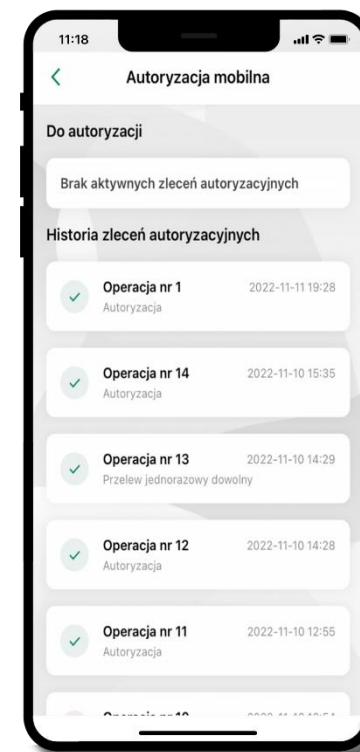 11:18
Autoryzacja mobilna
Do autoryzacji
Brak aktywnych zleceń autoryzacyjnych
Historia zleceń autoryzacyjnych
Operacja nr 1 2022-11-11 19:28
Autoryzacja
Operacja nr 14 2022-11-10 15:35
Autoryzacja
Operacja nr 13 2022-11-10 14:29
Przelew jednorazowy dowolny
Operacja nr 12 2022-11-10 14:28
Autoryzacja
Operacja nr 11 2022-11-10 12:55
Autoryzacja